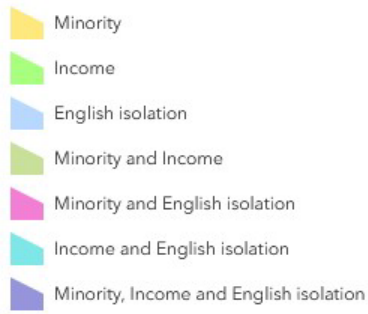 Minority
Income
English isolation
Minority and Income
Minority and English isolation
Income and English isolation
Minority, Income and English isolation